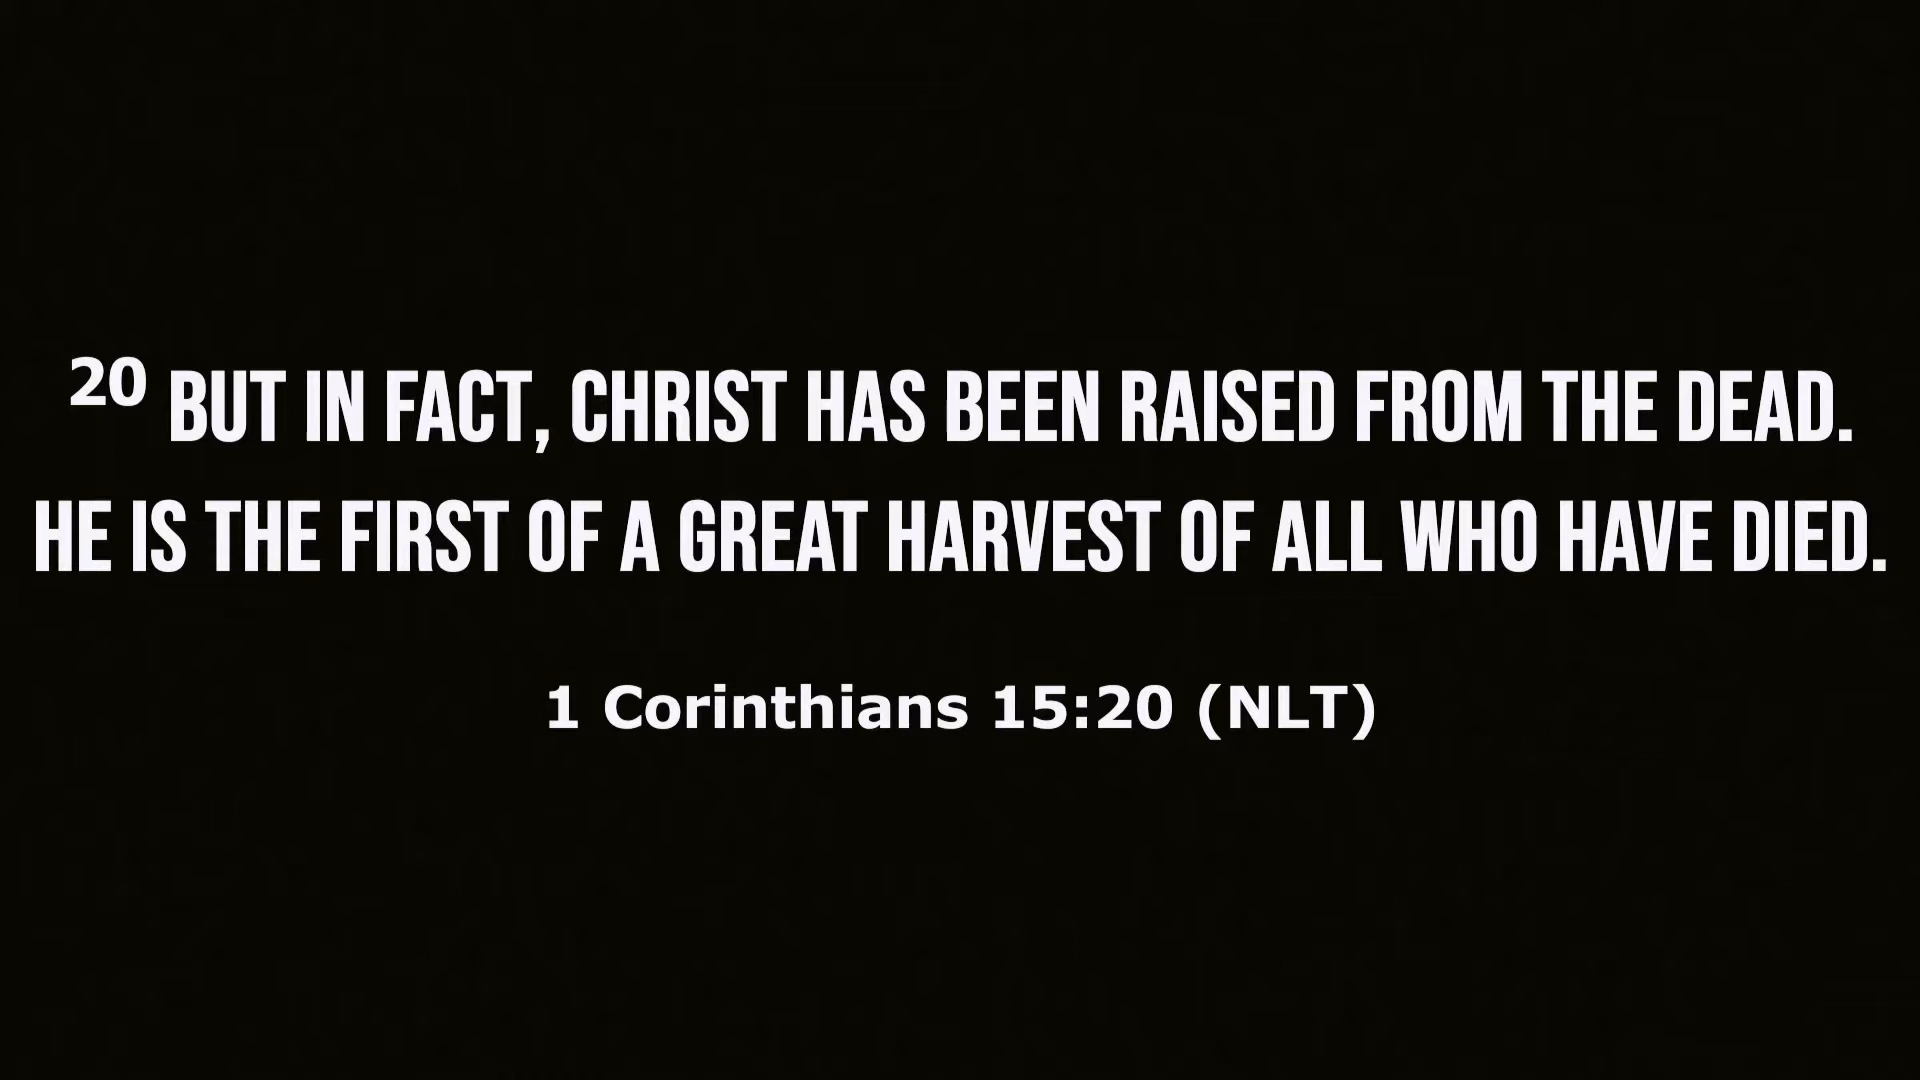 20 BUT IN FACT, CHRIST HAS BEEN RAISED FROM THE DEAD.
HE IS THE FIRST OF A GREAT HARVEST OF ALL WHO HAVE DIED.
1 Corinthians 15:20 (NLT)